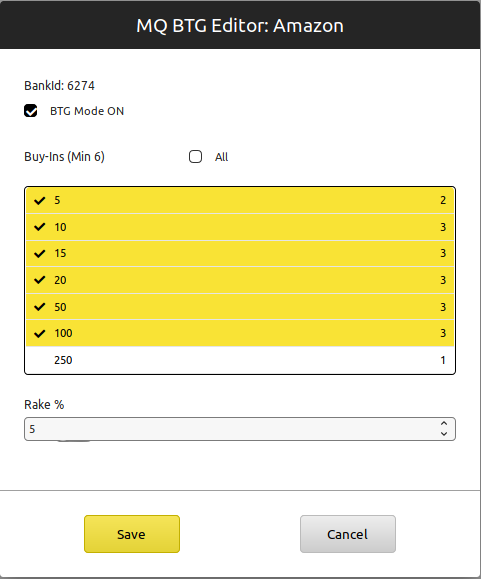 MQ BTG Editor: Amazon
BankId: 6274
BTG Mode ON
Buy-Ins (Min 6) All
5 2
10 3
15 3
20 3
50 3
100 3
250 1
Rake %
5
Save Cancel